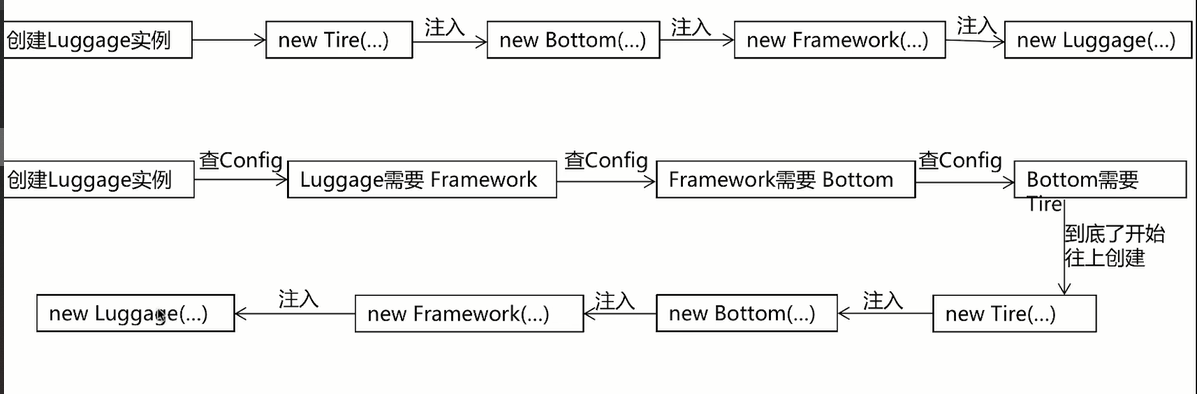 创建Luggage实例
new Tire(...)
注入
new Bottom(...)
注入
new Framework(...)
注入
new Luggage(...)
创建Luggage实例
查Config
Luggage需要 Framework
查Config
Framework需要 Bottom
查Config
Bottom需要
Tire
到底了开始
往上创建
new Luggage(...)
注入
new Framework(...)
注入
new Bottom(...)
注入
new Tire(...)